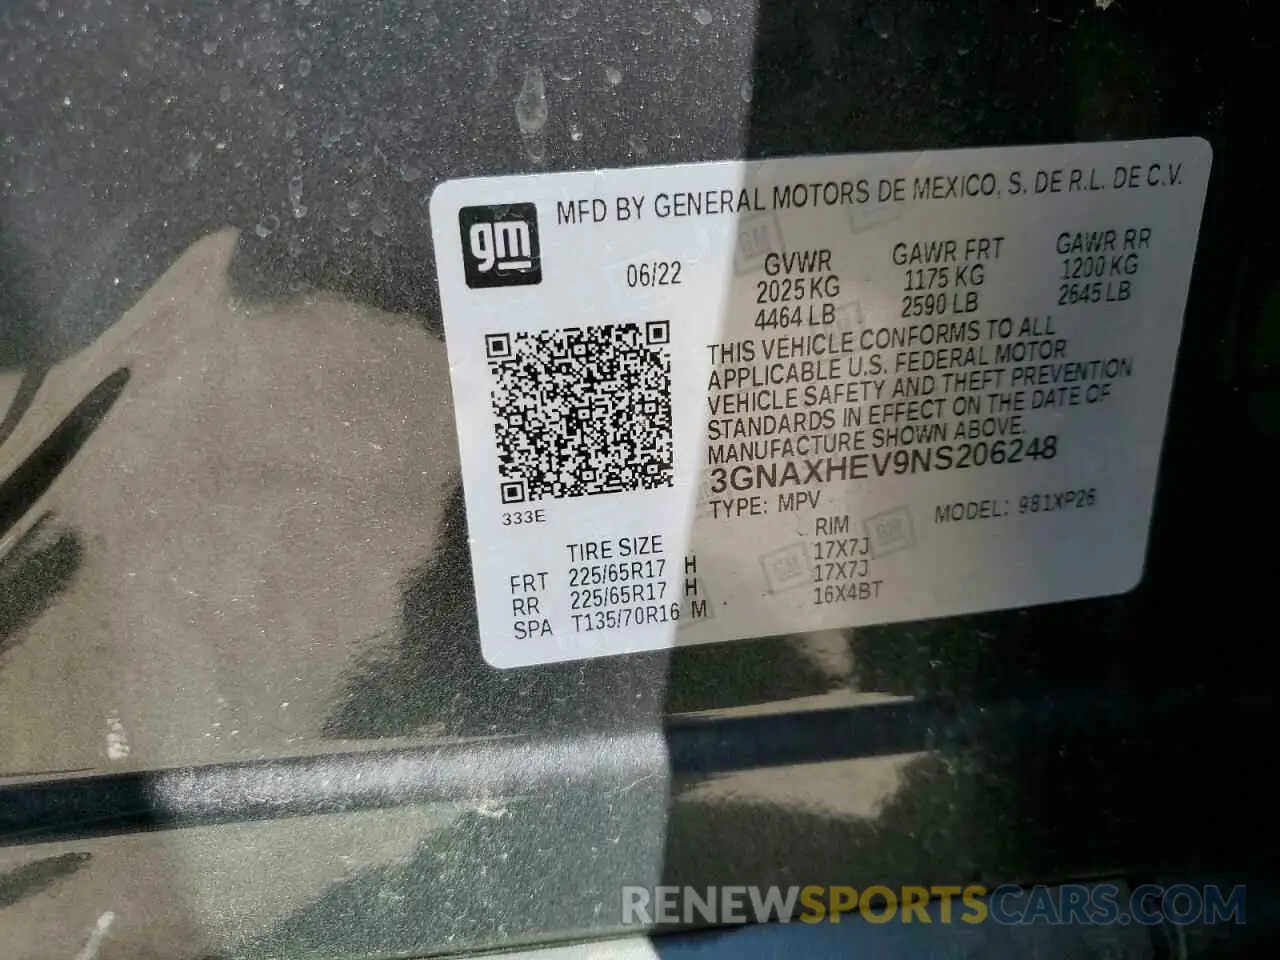 MFD BY GENERAL MOTORS DE MEXICO, S. DE R.L. DE C.V.
gm
06/22
GVWR GAWR FRT GAWR RR
2025 KG 1175 KG 1200 KG
4464 LB 2590 LB 2645 LB
THIS VEHICLE CONFORMS TO ALL
APPLICABLE U.S. FEDERAL MOTOR
VEHICLE SAFETY AND THEFT PREVENTION
STANDARDS IN EFFECT ON THE DATE OF
MANUFACTURE SHOWN ABOVE.
3GNAXHEV9NS206248
TYPE: MPV MODEL: 981XP26
333E
TIRE SIZE RIM
FRT 225/65R17 H 17X7J
RR 225/65R17 H 17X7J
SPA T135/70R16 M 16X4BT
RENEWSPORTSCARS.COM